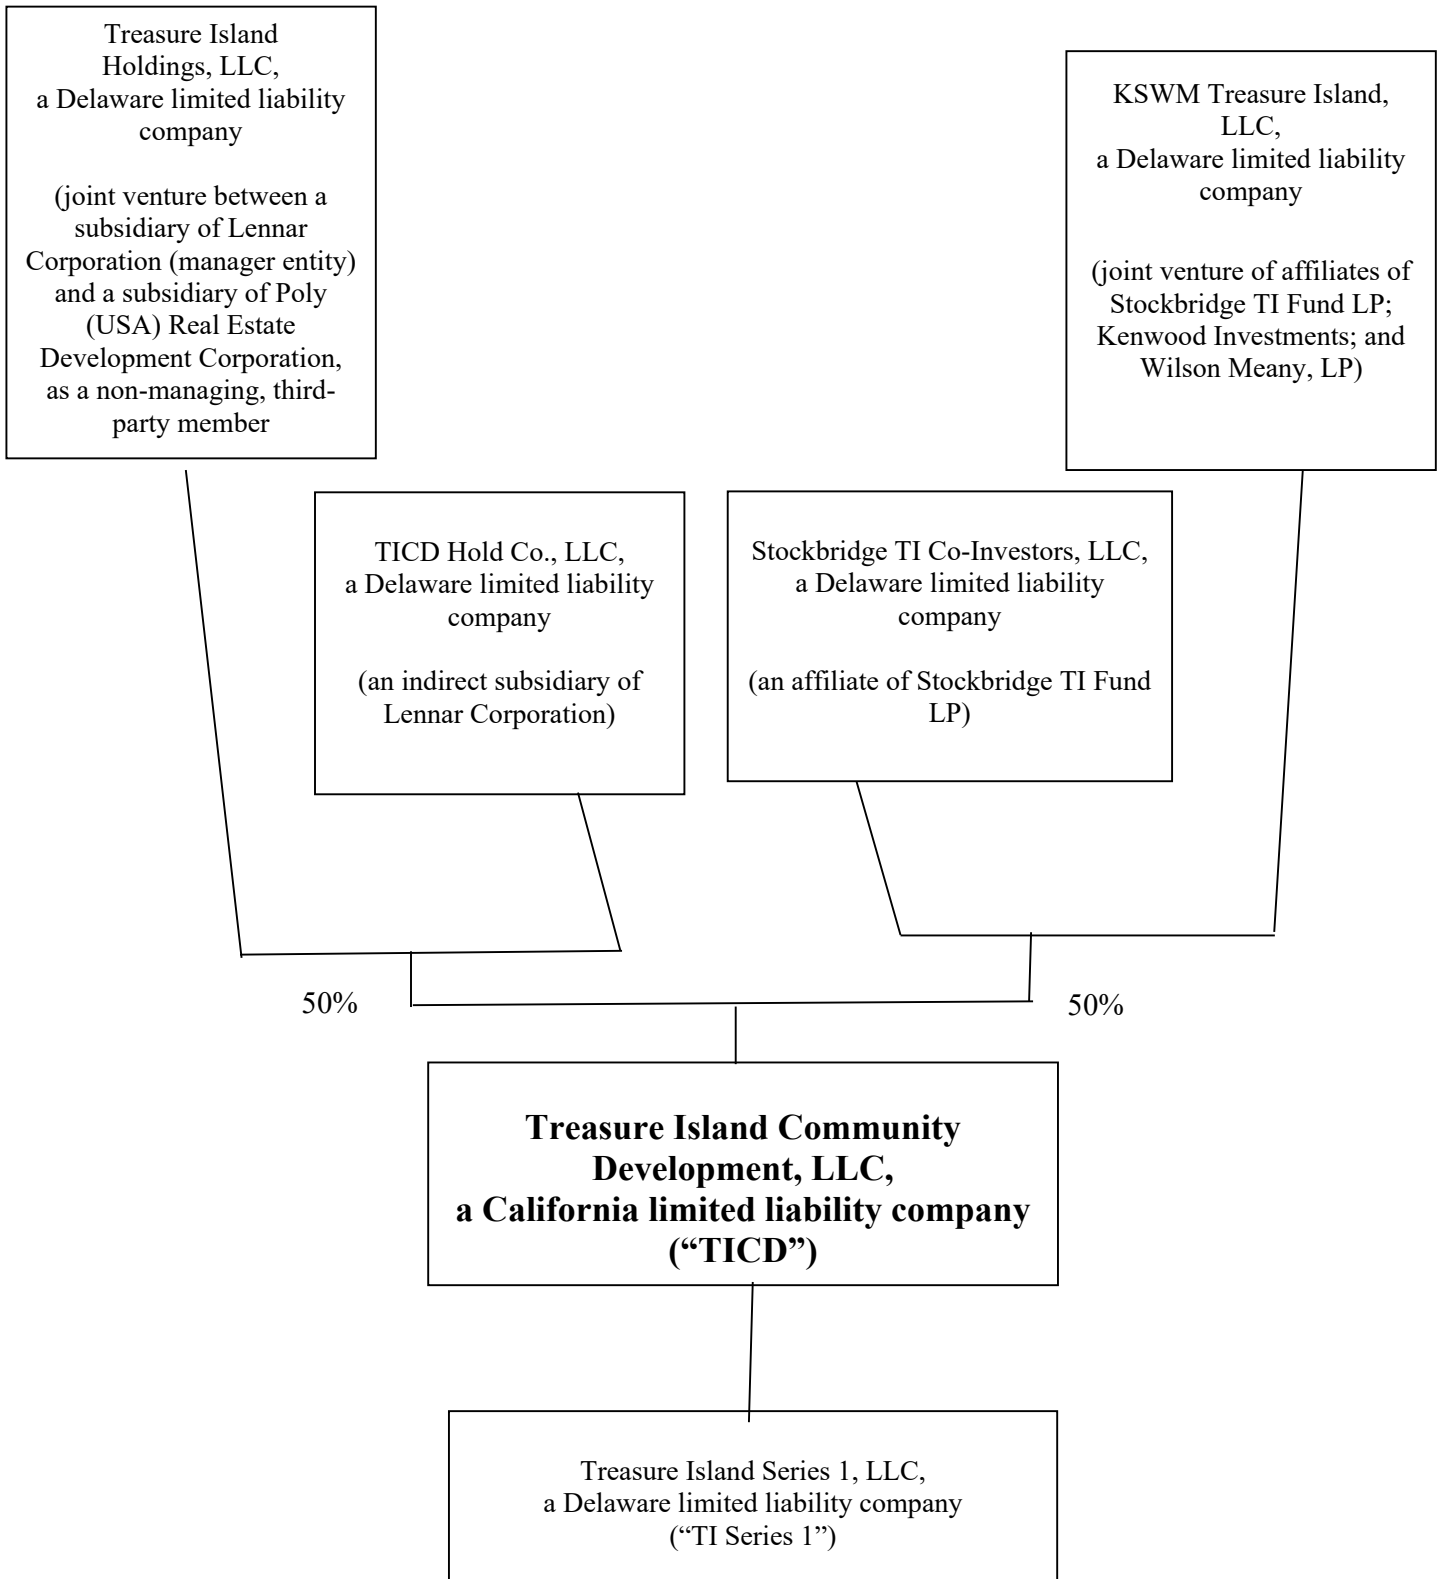 Treasure Island
Holdings, LLC,
a Delaware limited liability
company
(joint venture between a
subsidiary of Lennar
Corporation (manager entity)
and a subsidiary of Poly
(USA) Real Estate
Development Corporation,
as a non-managing, third-
party member
KSWM Treasure Island,
LLC,
a Delaware limited liability
company
(joint venture of affiliates of
Stockbridge TI Fund LP;
Kenwood Investments; and
Wilson Meany, LP)
TICD Hold Co., LLC,
a Delaware limited liability
company
(an indirect subsidiary of
Lennar Corporation)
Stockbridge TI Co-Investors, LLC,
a Delaware limited liability
company
(an affiliate of Stockbridge TI Fund
LP)
50%
50%
Treasure Island Community
Development, LLC,
a California limited liability company
(“TICD”)
Treasure Island Series 1, LLC,
a Delaware limited liability company
(“TI Series 1”)